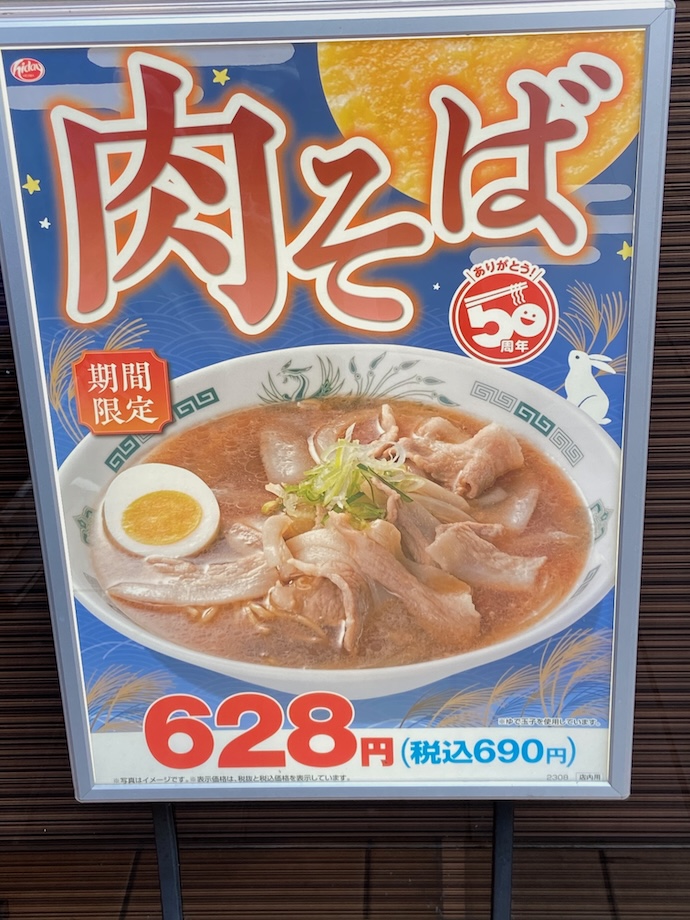 hiday
肉そば
ありがとう!
50
周年
期間
限定
※ゆで玉子を使用しています。
628円(税込690円)
※写真はイメージです。※表示価格は、税抜と税込価格を表示しています。
2308
店内用